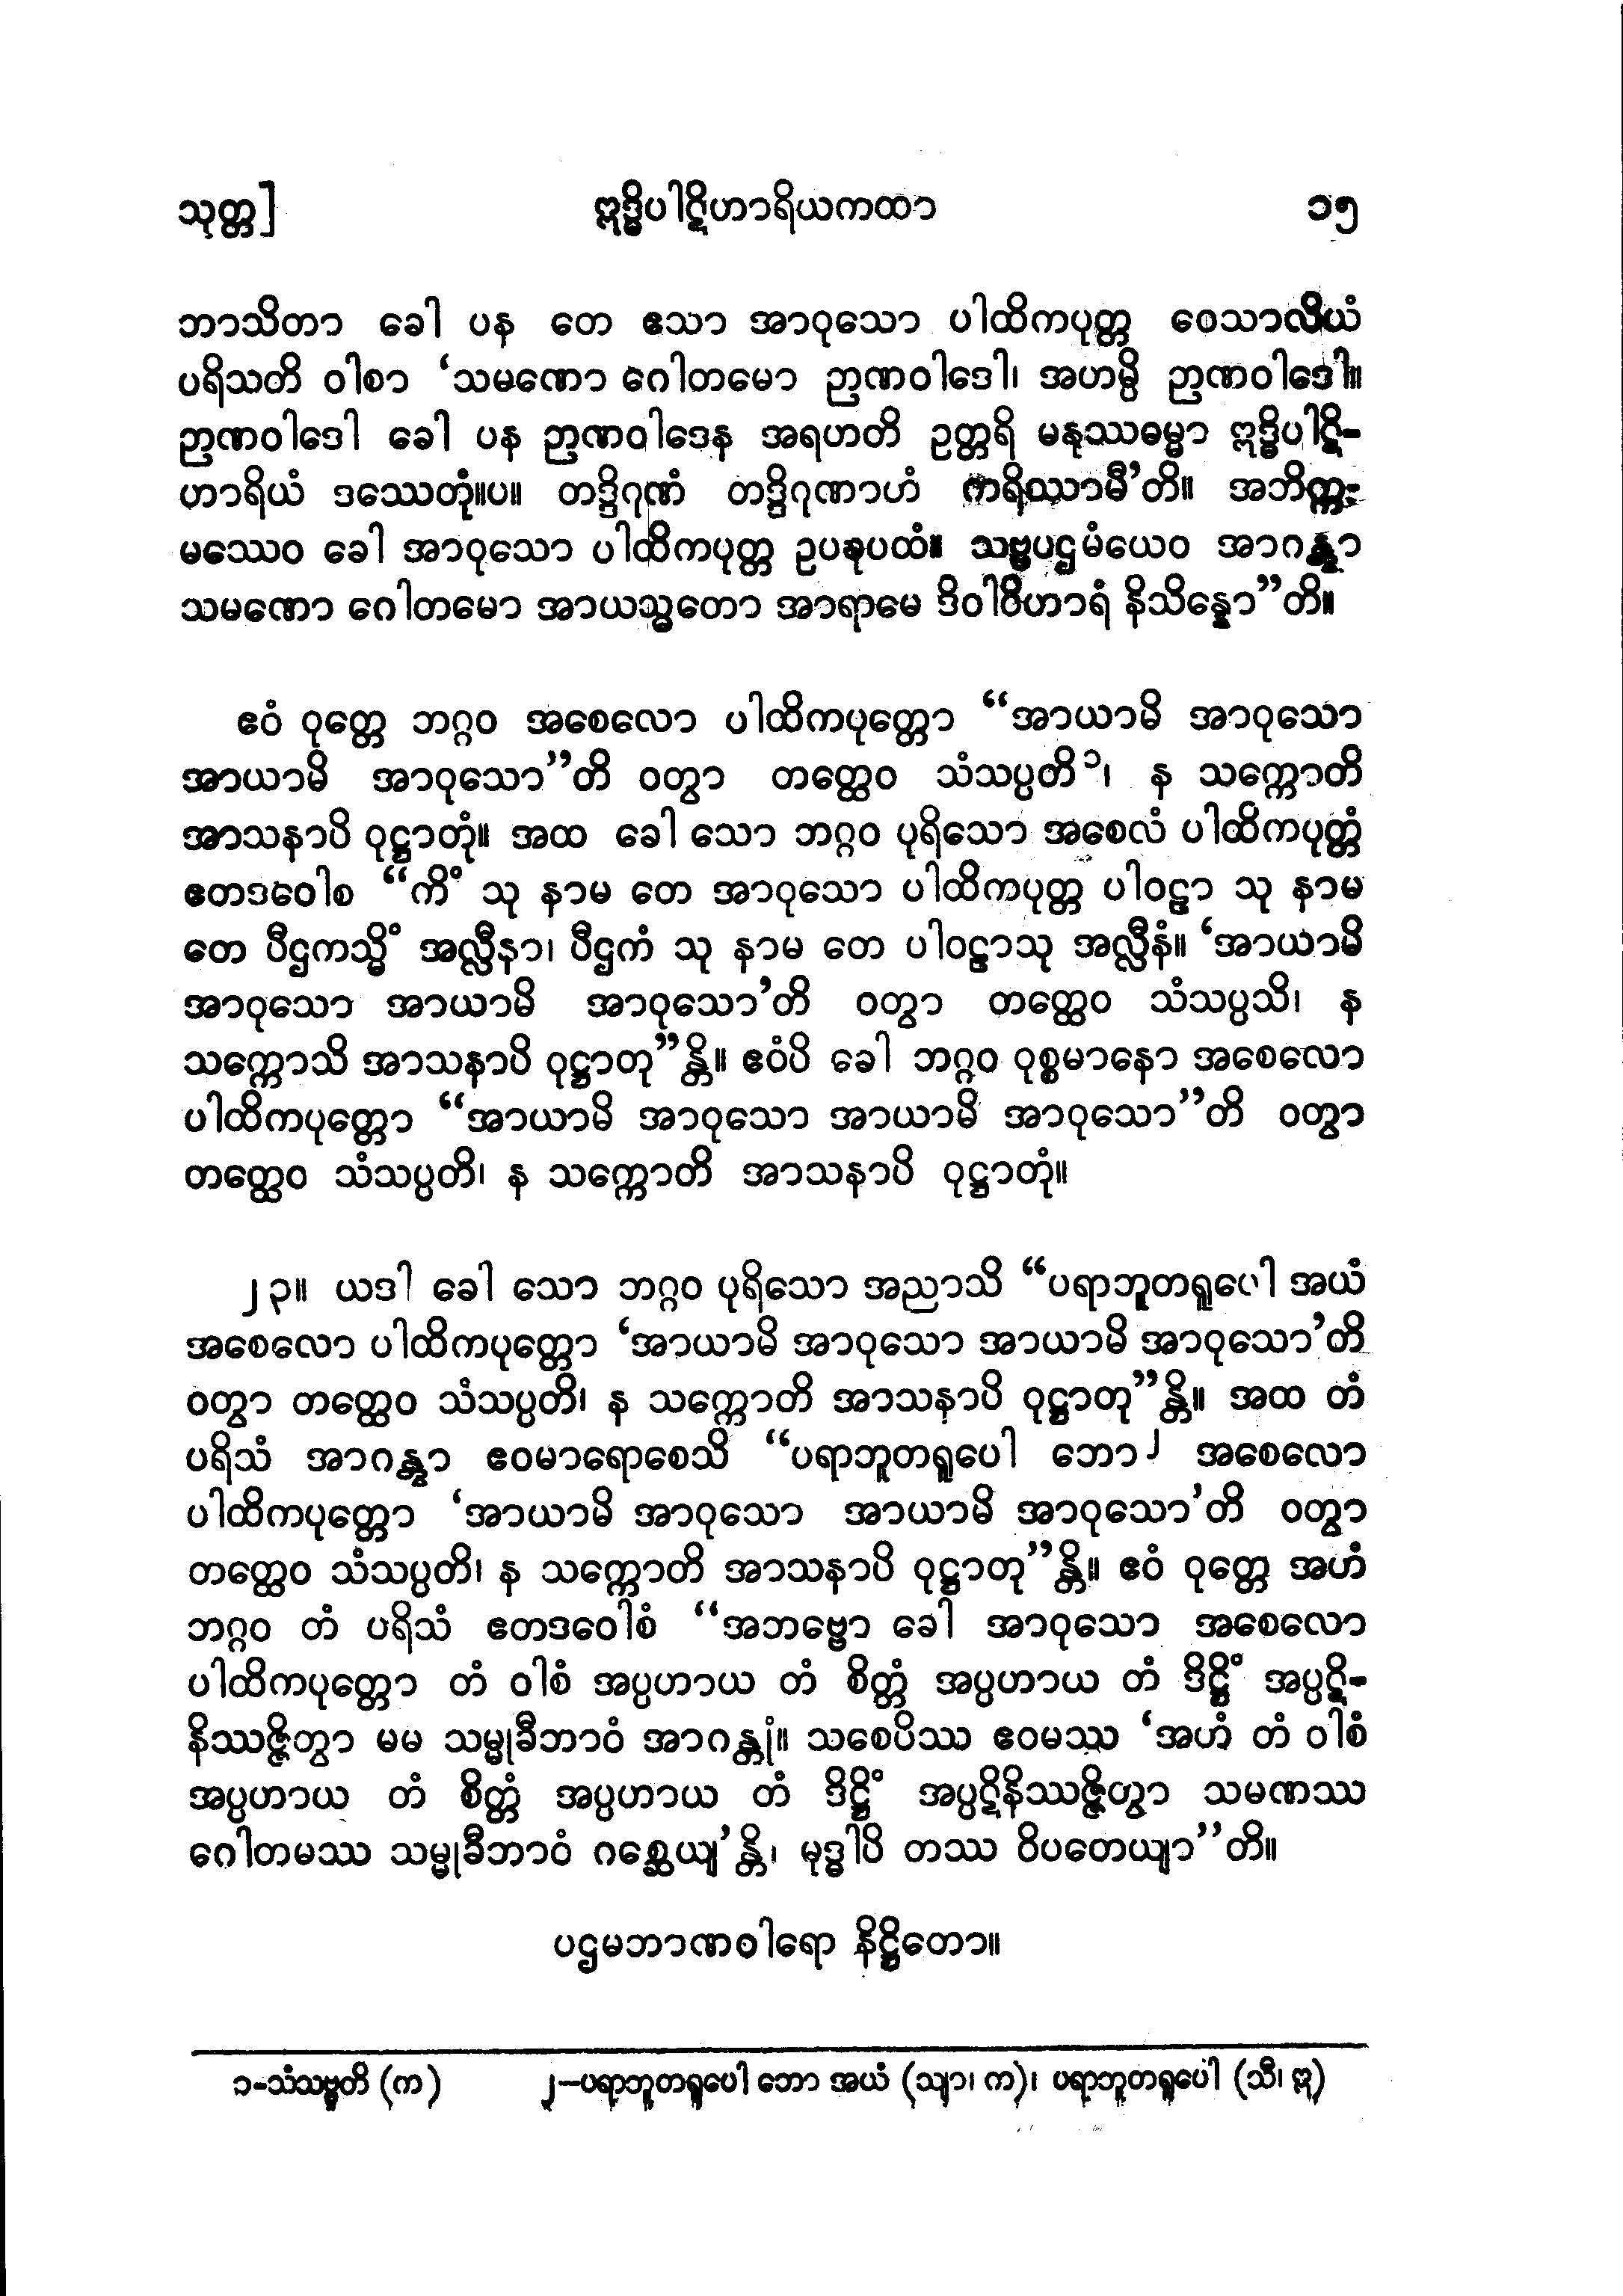 သုတ္တ] ဣဒ္ဓိပါဋိဟာရိယကထာ ၁၅
ဘာသိတာ ခေါ ပန တေ ဧသာ အာဝုသော ပါထိကပုတ္တ ဝေသာလိယံ
ပရိသတိ ဝါစာ ‘သမဏော ဂေါတမော ဉာဏဝါဒေါ၊ အဟမ္ပိ ဉာဏဝါဒေါ။
ဉာဏဝါဒေါ ခေါ ပန ဉာဏဝါဒေန အရဟတိ ဥတ္တရိ မနုဿဓမ္မာ ဣဒ္ဓိပါဋိ-
ဟာရိယံ ဒဿေတုံ။ပ။ တဒ္ဒိဂုဏံ တဒ္ဒိဂုဏာဟံ ကရိဿာမီ’တိ။ အဘိက္က-
မဿေဝ ခေါ အာဝုသော ပါထိကပုတ္တ ဥပဍ္ဎပထံ။ သဗ္ဗပဌမံယေဝ အာဂန္တွာ
သမဏော ဂေါတမော အာယသ္မတော အာရာမေ ဒိဝါဝိဟာရံ နိသိန္နော”တိ။
ဧဝံ ဝုတ္တေ ဘဂ္ဂဝ အစေလော ပါထိကပုတ္တော “အာယာမိ အာဝုသော
အာယာမိ အာဝုသော”တိ ဝတွာ တတ္ထေဝ သံသပ္ပတိ၁၊ န သက္ကောတိ
အာသနာပိ ဝုဋ္ဌာတုံ။ အထ ခေါ သော ဘဂ္ဂဝ ပုရိသော အစေလံ ပါထိကပုတ္တံ
ဧတဒဝေါစ “ကိံ သု နာမ တေ အာဝုသော ပါထိကပုတ္တ ပါဝဠာ သု နာမ
တေ ပီဌကသ္မိံ အလ္လီနာ၊ ပီဌကံ သု နာမ တေ ပါဝဠာသု အလ္လီနံ။ ‘အာယာမိ
အာဝုသော အာယာမိ အာဝုသော’တိ ဝတွာ တတ္ထေဝ သံသပ္ပသိ၊ န
သက္ကောသိ အာသနာပိ ဝုဋ္ဌာတု”န္တိ။ ဧဝံပိ ခေါ ဘဂ္ဂဝ ဝုစ္စမာနော အစေလော
ပါထိကပုတ္တော “အာယာမိ အာဝုသော အာယာမိ အာဝုသော”တိ ဝတွာ
တတ္ထေဝ သံသပ္ပတိ၊ န သက္ကောတိ အာသနာပိ ဝုဋ္ဌာတုံ။
၂၃။ ယဒါ ခေါ သော ဘဂ္ဂဝ ပုရိသော အညာသိ “ပရာဘူတရူပေါ အယံ
အစေလော ပါထိကပုတ္တော ‘အာယာမိ အာဝုသော အာယာမိ အာဝုသော’တိ
ဝတွာ တတ္ထေဝ သံသပ္ပတိ၊ န သက္ကောတိ အာသနာပိ ဝုဋ္ဌာတု”န္တိ။ အထ တံ
ပရိသံ အာဂန္တွာ ဧဝမာရောစေသိ “ပရာဘူတရူပေါ ဘော၂ အစေလော
ပါထိကပုတ္တော ‘အာယာမိ အာဝုသော အာယာမိ အာဝုသော’တိ ဝတွာ
တတ္ထေဝ သံသပ္ပတိ၊ န သက္ကောတိ အာသနာပိ ဝုဋ္ဌာတု”န္တိ။ ဧဝံ ဝုတ္တေ အဟံ
ဘဂ္ဂဝ တံ ပရိသံ ဧတဒဝေါစံ “အဘဗ္ဗော ခေါ အာဝုသော အစေလော
ပါထိကပုတ္တော တံ ဝါစံ အပ္ပဟာယ တံ စိတ္တံ အပ္ပဟာယ တံ ဒိဋ္ဌိံ အပ္ပဋိ-
နိဿဇ္ဇိတွာ မမ သမ္မုခီဘာဝံ အာဂန္တုံ။ သစေပိဿ ဧဝမဿ ‘အဟံ တံ ဝါစံ
အပ္ပဟာယ တံ စိတ္တံ အပ္ပဟာယ တံ ဒိဋ္ဌိံ အပ္ပဋိနိဿဇ္ဇိတွာ သမဏဿ
ဂေါတမဿ သမ္မုခီဘာဝံ ဂစ္ဆေယျ’န္တိ၊ မုဒ္ဓါပိ တဿ ဝိပတေယျာ”တိ။
ပဌမဘာဏဝါရော နိဋ္ဌိတော။
၁-သံသဗ္ဗတိ (က) ၂-ပရာဘူတရူပေါ ဘော အယံ (သျာ၊ က)၊ ပရာဘူတရူပေါ (သီ၊ ဣ)